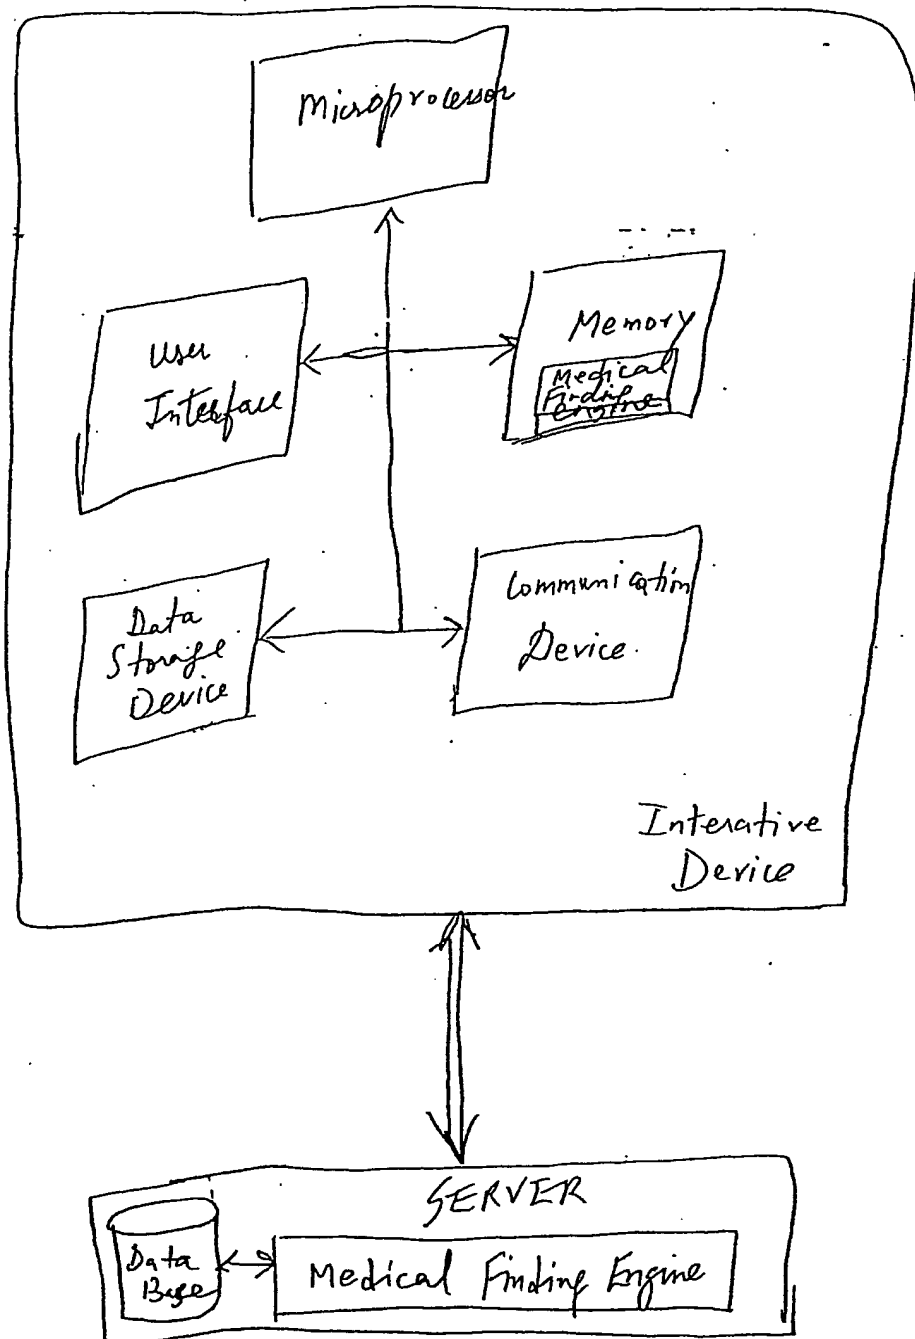 Microprocessor
User
Interface
Memory
Medical
Finding
Engine
Data
Storage
Device
Communication
Device.
Interative
Device
SERVER
Data
Base
Medical Finding Engine